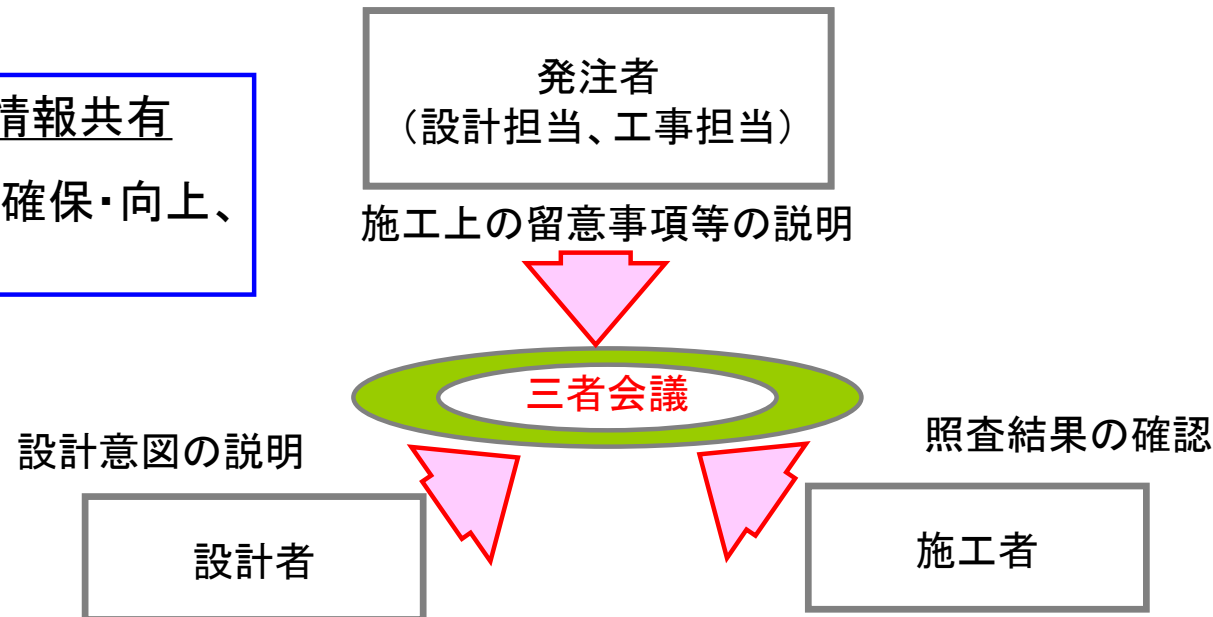 発注者
（設計担当、工事担当）
情報共有
確保・向上、
施工上の留意事項等の説明
三者会議
設計意図の説明
照査結果の確認
設計者
施工者